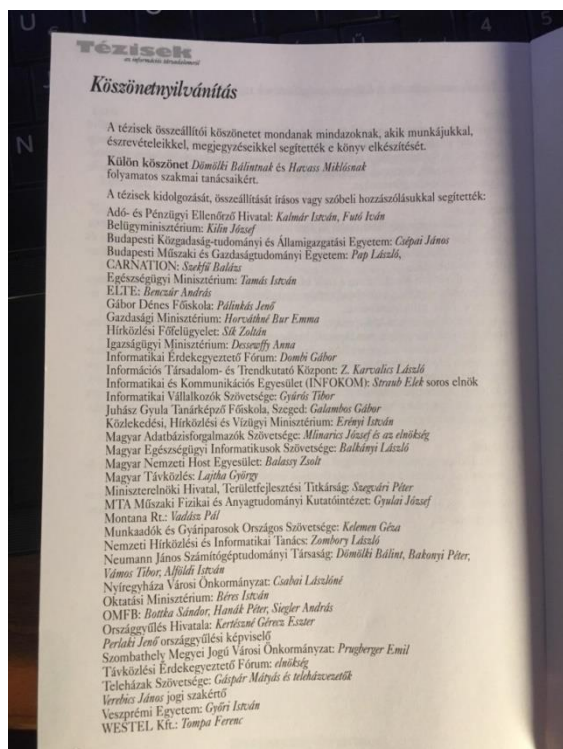 Tézisek
az információs társadalomról
Köszönetnyilvánítás
A tézisek összeállítói köszönetet mondanak mindazoknak, akik munkájukkal,
észrevételeikkel, megjegyzéseikkel segítették e könyv elkészítését.
Külön köszönet Dömölki Bálintnak és Havass Miklósnak
folyamatos szakmai tanácsaikért.
A tézisek kidolgozását, összeállítását írásos vagy szóbeli hozzászólásukkal segítették:
Adó- és Pénzügyi Ellenőrző Hivatal: Kalmár István, Futó Iván
Belügyminisztérium: Kilin József
Budapesti Közgadaság-tudományi és Államigazgatási Egyetem: Csépai János
Budapesti Műszaki és Gazdaságtudományi Egyetem: Pap László,
CARNATION: Szekfü Balázs
Egészségügyi Minisztérium: Tamás István
ELTE: Benczúr András
Gábor Dénes Főiskola: Pálinkás Jenő
Gazdasági Minisztérium: Horváthné Bur Emma
Hírközlési Főfelügyelet: Sík Zoltán
Igazságügyi Minisztérium: Dessewffy Anna
Informatikai Érdekegyeztető Fórum: Dombi Gábor
Információs Társadalom- és Trendkutató Központ: Z. Karvalics László
Informatikai és Kommunikációs Egyesület (INFOKOM): Straub Elek soros elnök
Informatikai Vállalkozók Szövetsége: Gyúrós Tibor
Juhász Gyula Tanárképző Főiskola, Szeged: Galambos Gábor
Közlekedési, Hírközlési és Vízügyi Minisztérium: Erényi István
Magyar Adatbázisforgalmazók Szövetsége: Mlinarics József és az elnökség
Magyar Egészségügyi Informatikusok Szövetsége: Balkányi László
Magyar Nemzeti Host Egyesület: Balassy Zsolt
Magyar Távközlés: Lajtha György
Miniszterelnöki Hivatal, Területfejlesztési Titkárság: Szegvári Péter
MTA Műszaki Fizikai és Anyagtudományi Kutatóintézet: Gyulai József
Montana Rt.: Vadász Pál
Munkaadók és Gyáriparosok Országos Szövetsége: Kelemen Géza
Nemzeti Hírközlési és Informatikai Tanács: Zombory László
Neumann János Számítógéptudományi Társaság: Dömölki Bálint, Bakonyi Péter,
Vámos Tibor, Alföldi István
Nyíregyháza Városi Önkormányzat: Csabai Lászlóné
Oktatási Minisztérium: Béres István
OMFB: Bottka Sándor, Hanák Péter, Siegler András
Országgyűlés Hivatala: Kertészné Gérecz Eszter
Perlaki Jenő országgyűlési képviselő
Szombathely Megyei Jogú Városi Önkormányzat: Prugberger Emil
Távközlési Érdekegyeztető Fórum: elnökség
Teleházak Szövetsége: Gáspár Mátyás és teleházvezetők
Verebics János jogi szakértő
Veszprémi Egyetem: Győri István
WESTEL Kft.: Tompa Ferenc
U
I
N
4
5